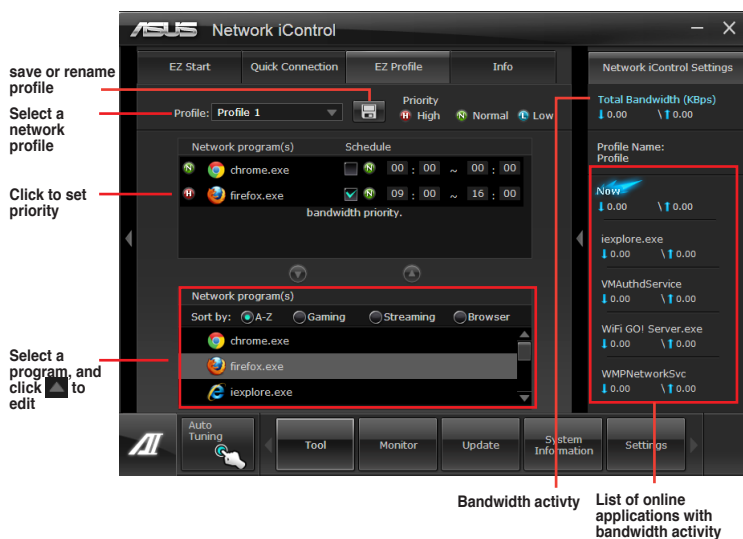 ASUS Network iControl
EZ Start
Quick Connection
EZ Profile
Info
Network iControl Settings
save or rename
profile
Select a
network
profile
Click to set
priority
Select a
program, and
click to
edit
Profile: Profile 1
Priority
H High N Normal L Low
Network program(s) Schedule
N chrome.exe N 00 : 00 ~ 00 : 00
H firefox.exe N 09 : 00 ~ 16 : 00
bandwidth priority.
Network program(s)
Sort by: A-Z Gaming Streaming Browser
chrome.exe
firefox.exe
iexplore.exe
Total Bandwidth (KBps)
0.00 \ 0.00
Profile Name:
Profile
Now
0.00 \ 0.00
iexplore.exe
0.00 \ 0.00
VMAuthdService
0.00 \ 0.00
WiFi GO! Server.exe
0.00 \ 0.00
WMPNetworkSvc
0.00 \ 0.00
Auto
Tuning
Tool
Monitor
Update
System
Information
Settings
Bandwidth activty
List of online
applications with
bandwidth activity